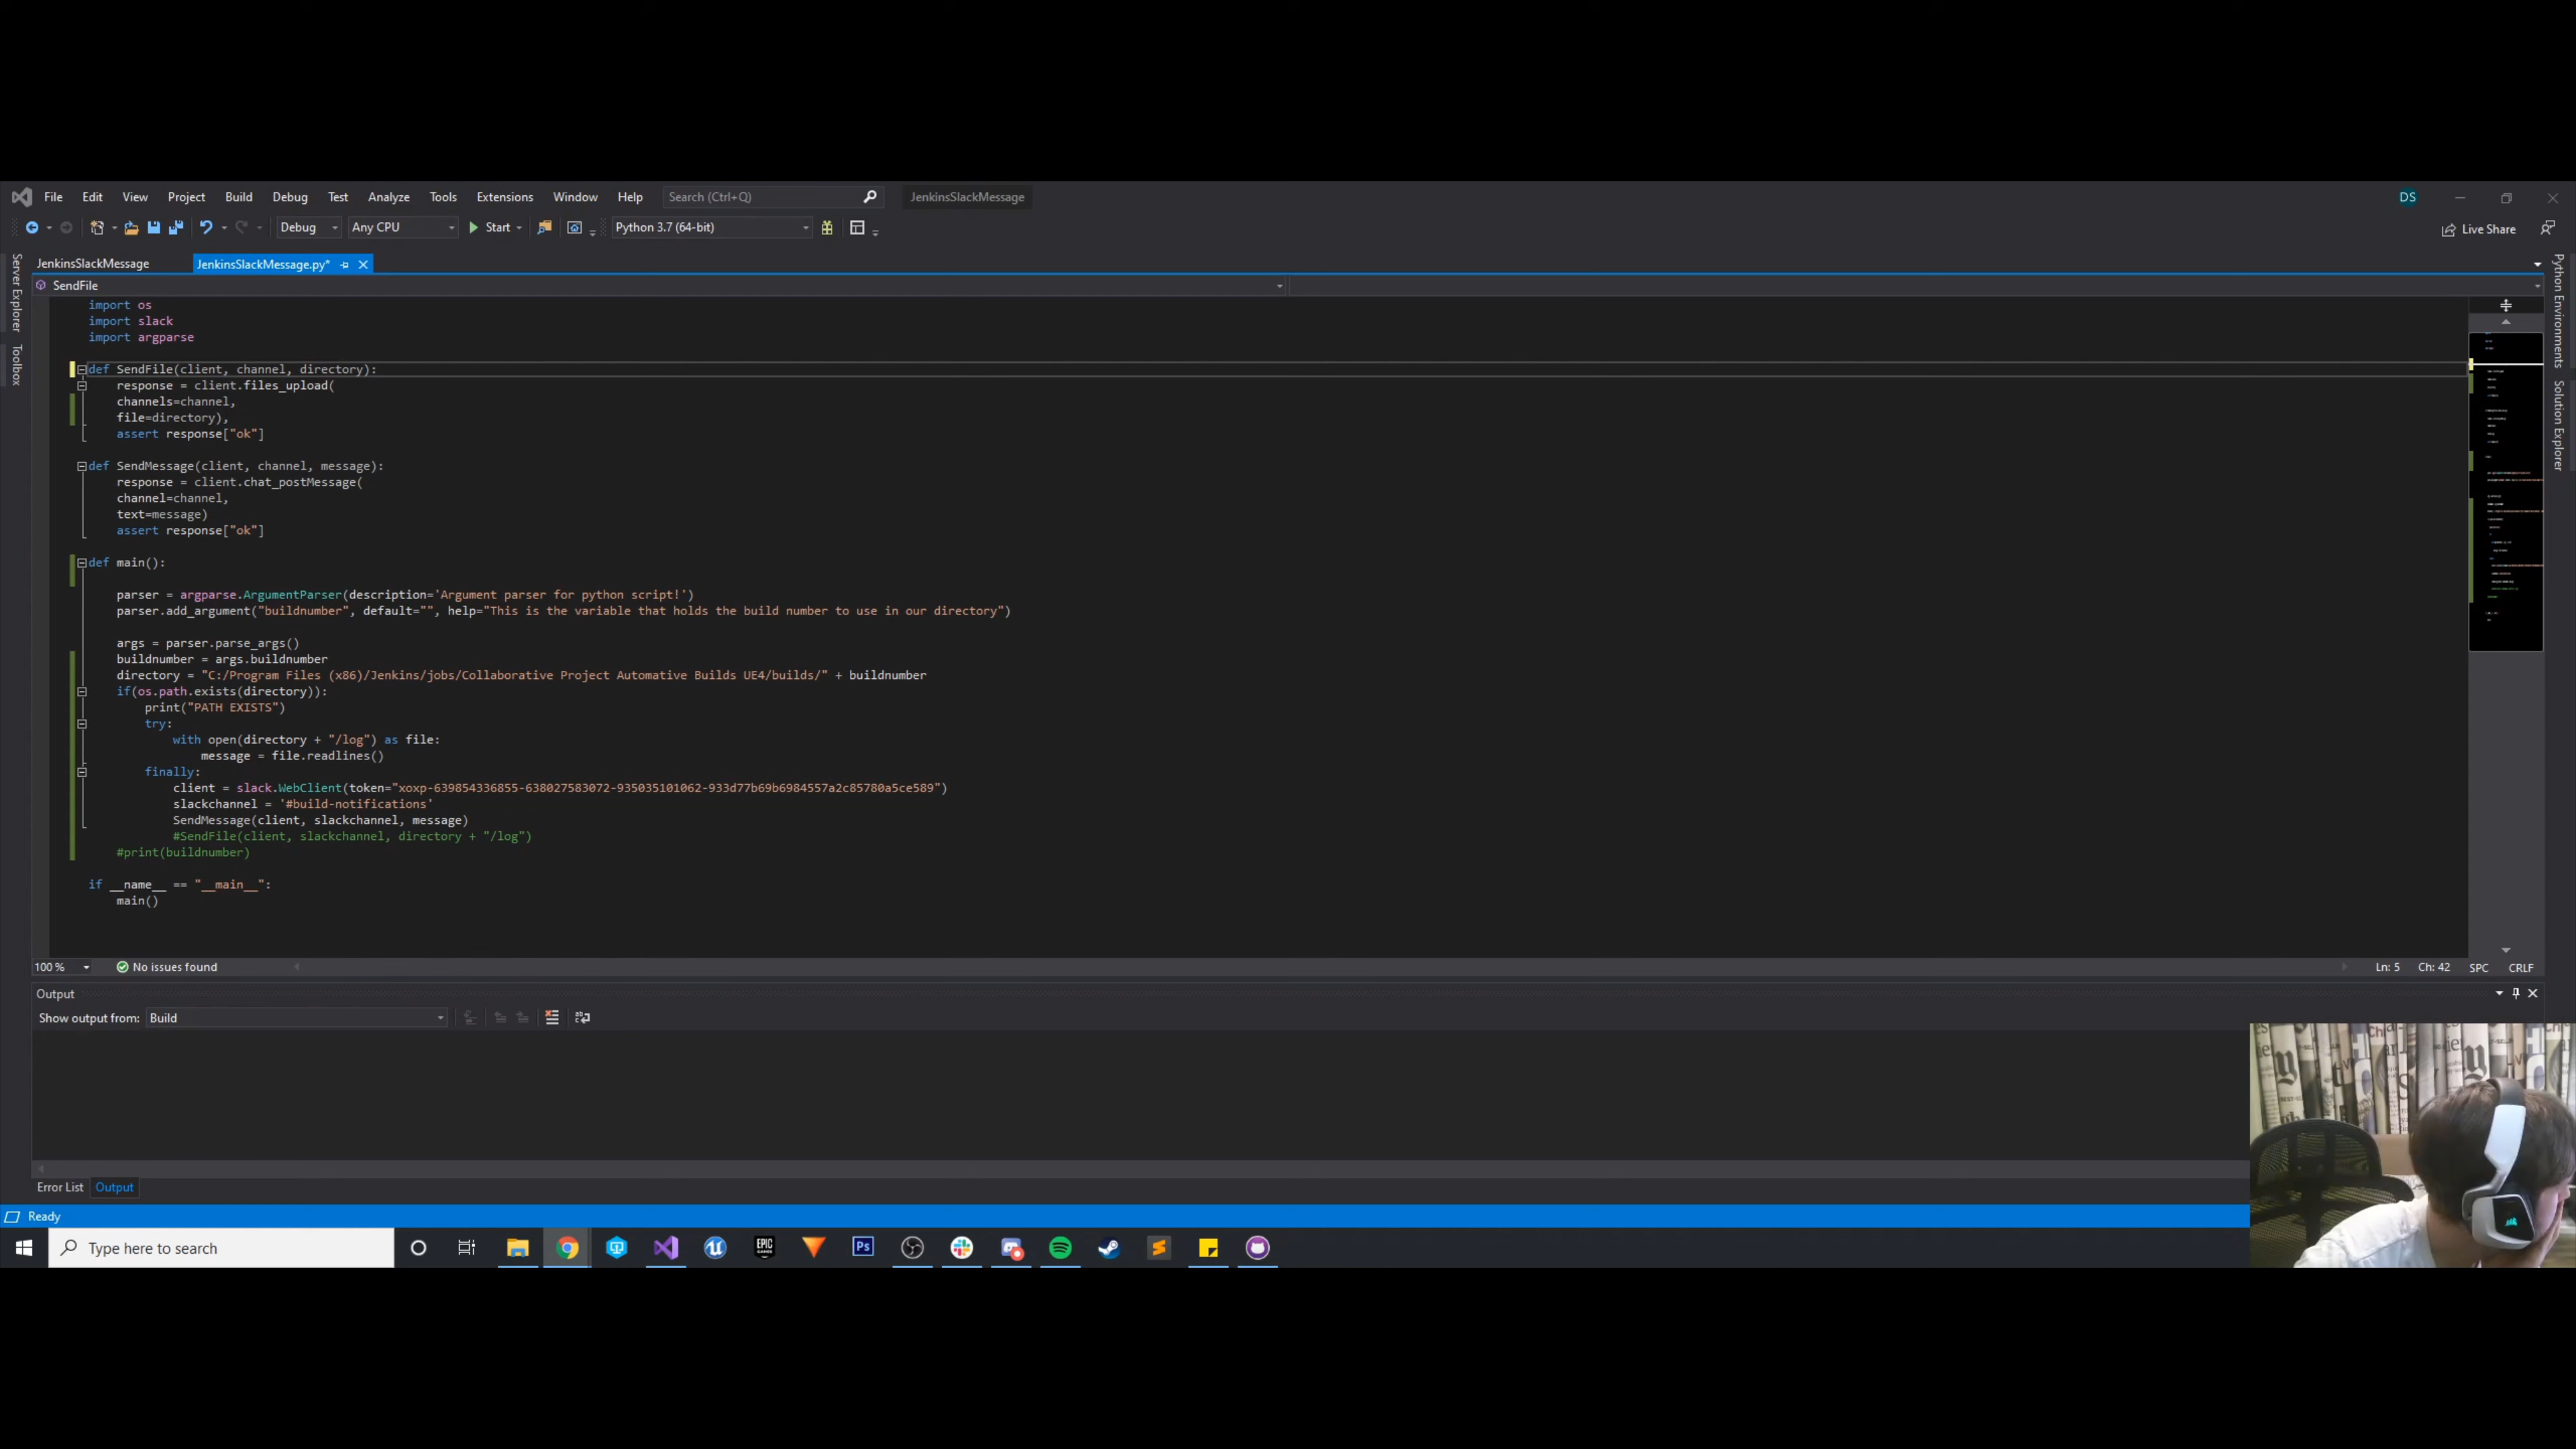 File Edit View Project Build Debug Test Analyze Tools Extensions Window Help Search (Ctrl+Q) JenkinsSlackMessage DS
Debug Any CPU Start Python 3.7 (64-bit) Live Share
Server Explorer
Toolbox
JenkinsSlackMessage JenkinsSlackMessage.py*
SendFile
import os
import slack
import argparse
def SendFile(client, channel, directory):
response = client.files_upload(
channels=channel,
file=directory),
assert response["ok"]
def SendMessage(client, channel, message):
response = client.chat_postMessage(
channel=channel,
text=message)
assert response["ok"]
def main():
parser = argparse.ArgumentParser(description='Argument parser for python script!')
parser.add_argument("buildnumber", default="", help="This is the variable that holds the build number to use in our directory")
args = parser.parse_args()
buildnumber = args.buildnumber
directory = "C:/Program Files (x86)/Jenkins/jobs/Collaborative Project Automative Builds UE4/builds/" + buildnumber
if(os.path.exists(directory)):
print("PATH EXISTS")
try:
with open(directory + "/log") as file:
message = file.readlines()
finally:
client = slack.WebClient(token="xoxp-639854336855-638027583072-935035101062-933d77b69b6984557a2c85780a5ce589")
slackchannel = '#build-notifications'
SendMessage(client, slackchannel, message)
#SendFile(client, slackchannel, directory + "/log")
#print(buildnumber)
if __name__ == "__main__":
main()
Python Environments
Solution Explorer
100 % No issues found Ln: 5 Ch: 42 SPC CRLF
Output
Show output from: Build
Error List Output
Ready
Type here to search
EPIC GAMES
Ps